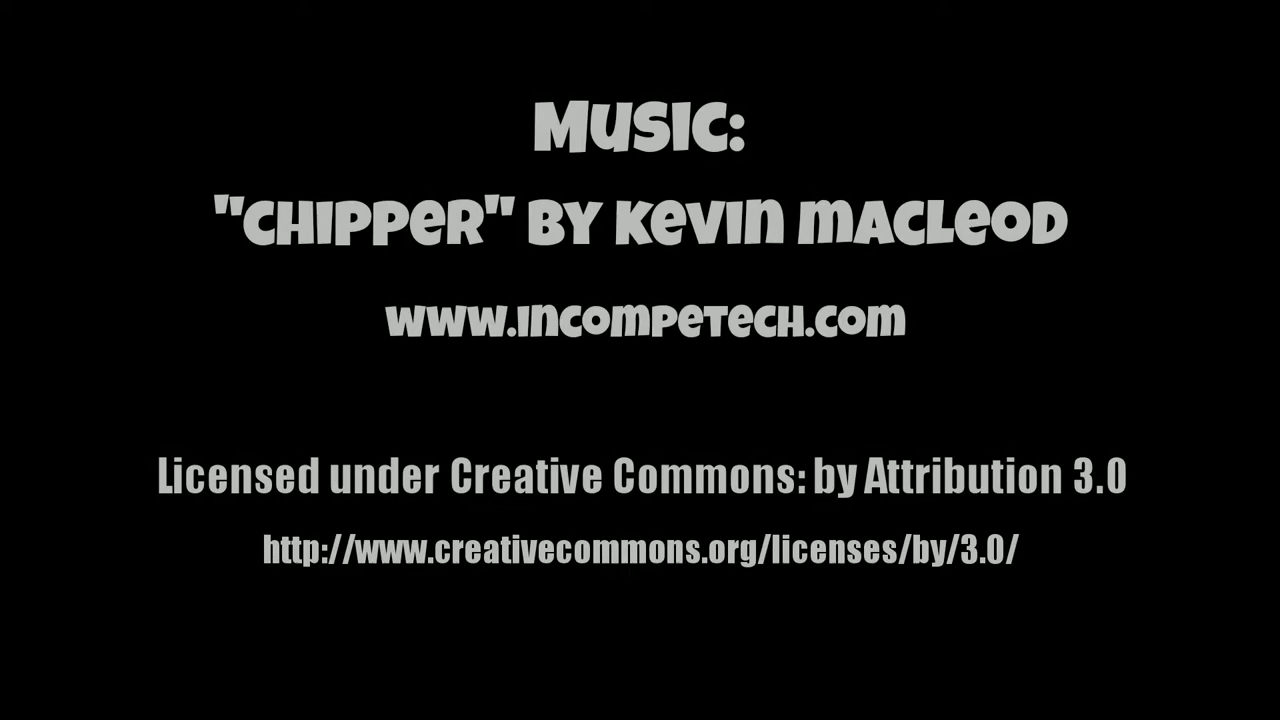 Music:
"Chipper" by Kevin MacLeod
www.incompetech.com
Licensed under Creative Commons: by Attribution 3.0
http://www.creativecommons.org/licenses/by/3.0/